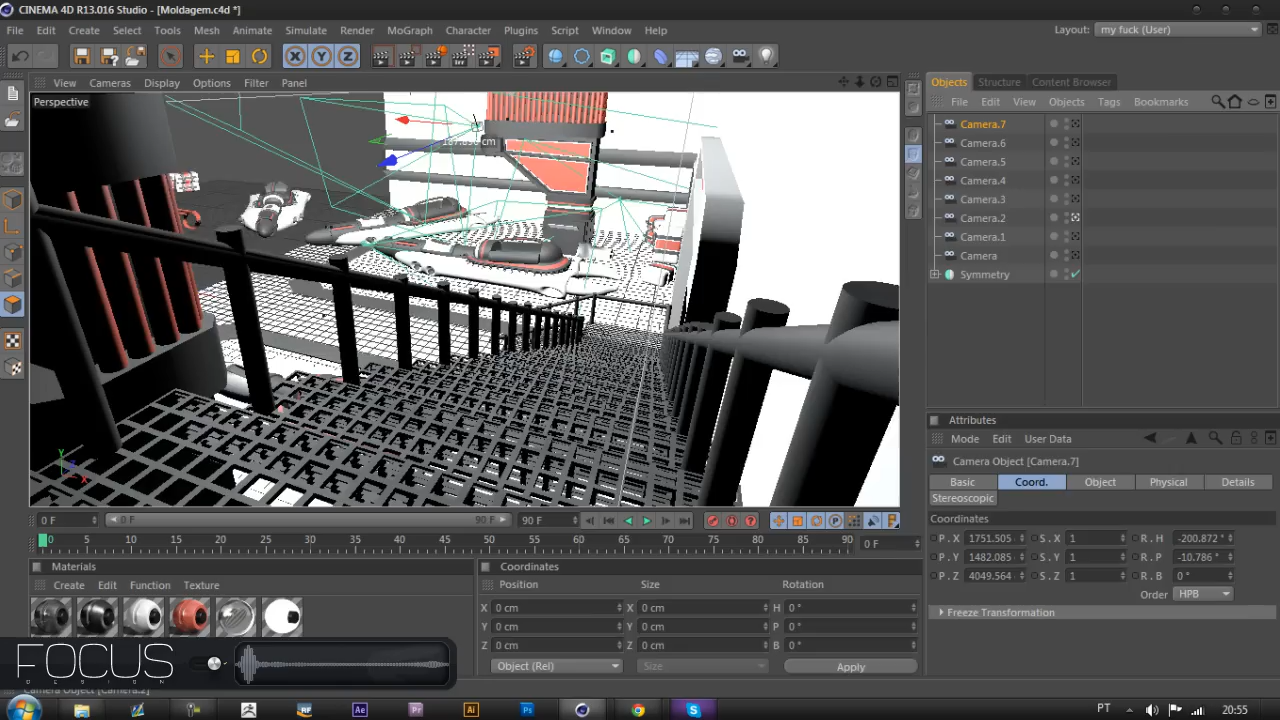 CINEMA 4D R13.016 Studio - [Moldagem.c4d *]
File Edit Create Select Tools Mesh Animate Simulate Render MoGraph Character Plugins Script Window Help
Layout: my fuck (User)
View Cameras Display Options Filter Panel
Objects Structure Content Browser
File Edit View Objects Tags Bookmarks
Perspective
Camera.7
Camera.6
Camera.5
Camera.4
Camera.3
Camera.2
Camera.1
Camera
Symmetry
Attributes
Mode Edit User Data
Camera Object [Camera.7]
Basic Coord. Object Physical Details
Stereoscopic
Coordinates
P . X 1751.505 S . X 1 R . H -200.872 °
P . Y 1482.085 S . Y 1 R . P -10.786 °
P . Z 4049.564 S . Z 1 R . B 0 °
Order HPB
Freeze Transformation
0 F 0 F 90 F 90 F
0 5 10 15 20 25 30 35 40 45 50 55 60 65 70 75 80 85 90 0 F
Materials
Create Edit Function Texture
Coordinates
Position Size Rotation
X 0 cm X 0 cm H 0 °
Y 0 cm Y 0 cm P 0 °
Z 0 cm Z 0 cm B 0 °
Object (Rel) Size Apply
FOCUS
DESIGN
Camera Object [Camera.2]
PT 20:55